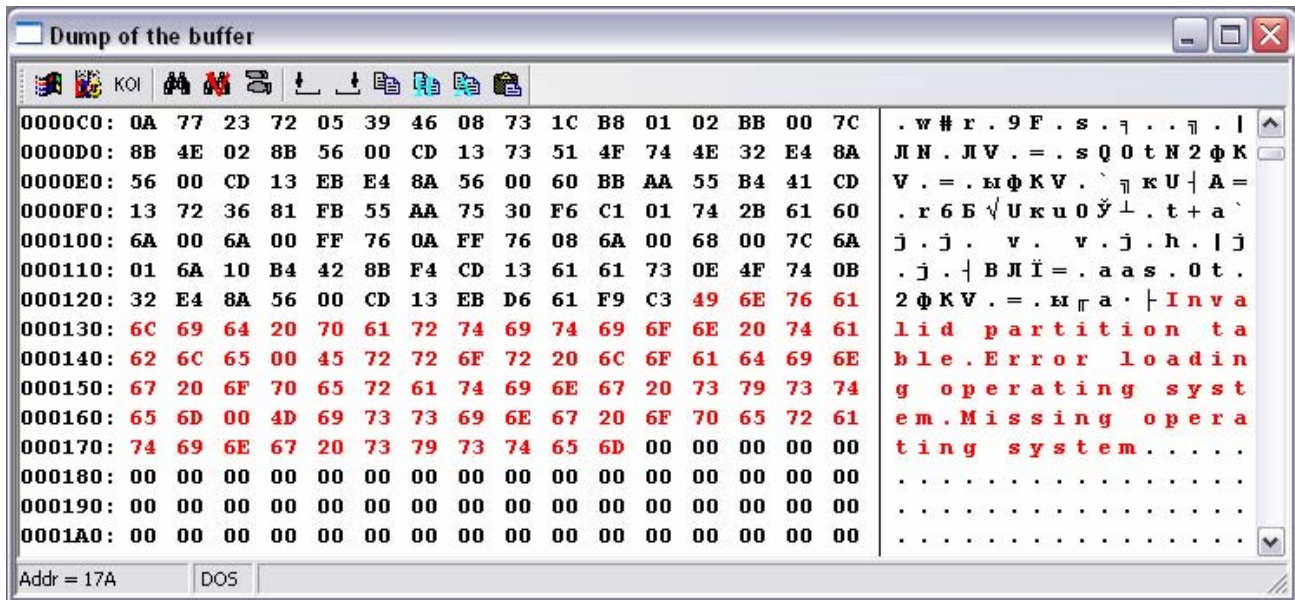 Dump of the buffer
KOI
0000C0: 0A 77 23 72 05 39 46 08 73 1C B8 01 02 BB 00 7C .w#r.9F.s.╕..╗.|
0000D0: 8B 4E 02 8B 56 00 CD 13 73 51 4F 74 4E 32 E4 8A ЛN.ЛV.=.sQOtN2фК
0000E0: 56 00 CD 13 EB E4 8A 56 00 60 BB AA 55 B4 41 CD V.=.ыфКV.`╗кU┤A=
0000F0: 13 72 36 81 FB 55 AA 75 30 F6 C1 01 74 2B 61 60 .r6Б√Uкu0Ў┴.t+a`
000100: 6A 00 6A 00 FF 76 0A FF 76 08 6A 00 68 00 7C 6A j.j. v. v.j.h.|j
000110: 01 6A 10 B4 42 8B F4 CD 13 61 61 73 0E 4F 74 0B .j.┤BЛЇ=.aas.Ot.
000120: 32 E4 8A 56 00 CD 13 EB D6 61 F9 C3 49 6E 76 61 2фКV.=.ы╓a·├Inva
000130: 6C 69 64 20 70 61 72 74 69 74 69 6F 6E 20 74 61 lid partition ta
000140: 62 6C 65 00 45 72 72 6F 72 20 6C 6F 61 64 69 6E ble.Error loadin
000150: 67 20 6F 70 65 72 61 74 69 6E 67 20 73 79 73 74 g operating syst
000160: 65 6D 00 4D 69 73 73 69 6E 67 20 6F 70 65 72 61 em.Missing opera
000170: 74 69 6E 67 20 73 79 73 74 65 6D 00 00 00 00 00 ting system.....
000180: 00 00 00 00 00 00 00 00 00 00 00 00 00 00 00 00 ................
000190: 00 00 00 00 00 00 00 00 00 00 00 00 00 00 00 00 ................
0001A0: 00 00 00 00 00 00 00 00 00 00 00 00 00 00 00 00 ................
Addr = 17A DOS